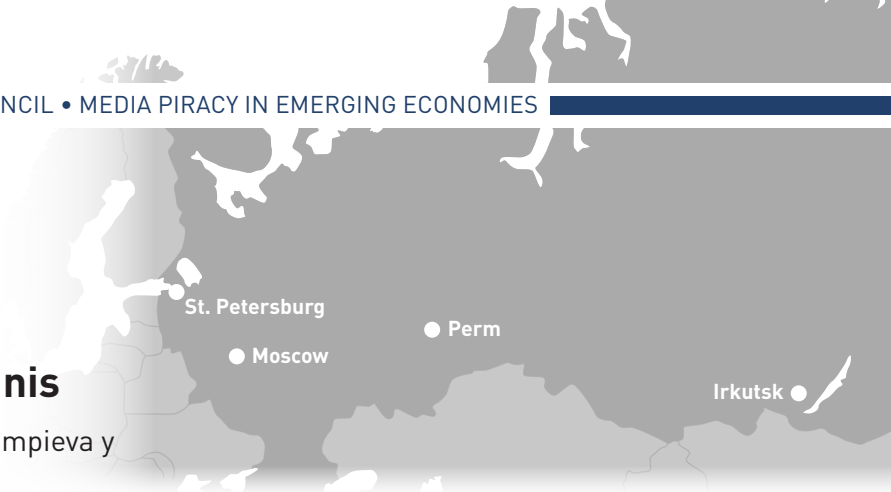 NCIL • MEDIA PIRACY IN EMERGING ECONOMIES
St. Petersburg
Perm
Moscow
nis
Irkutsk
mpieva y